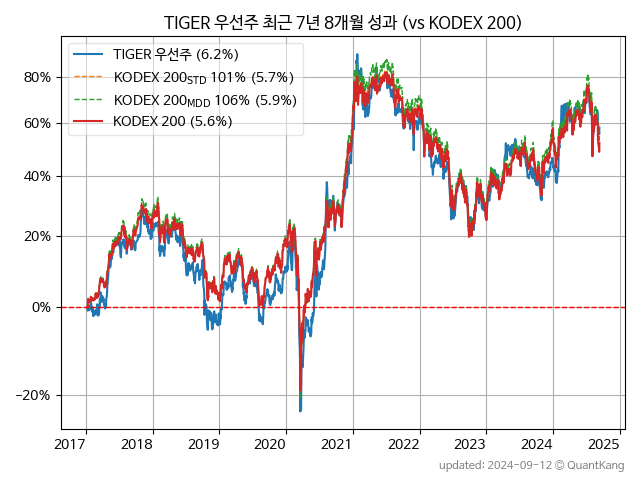 TIGER 우선주 최근 7년 8개월 성과 (vs KODEX 200)
TIGER 우선주 (6.2%)
KODEX 200STD 101% (5.7%)
KODEX 200MDD 106% (5.9%)
KODEX 200 (5.6%)
80%
60%
40%
20%
0%
−20%
2017 2018 2019 2020 2021 2022 2023 2024 2025
updated: 2024-09-12 © QuantKang